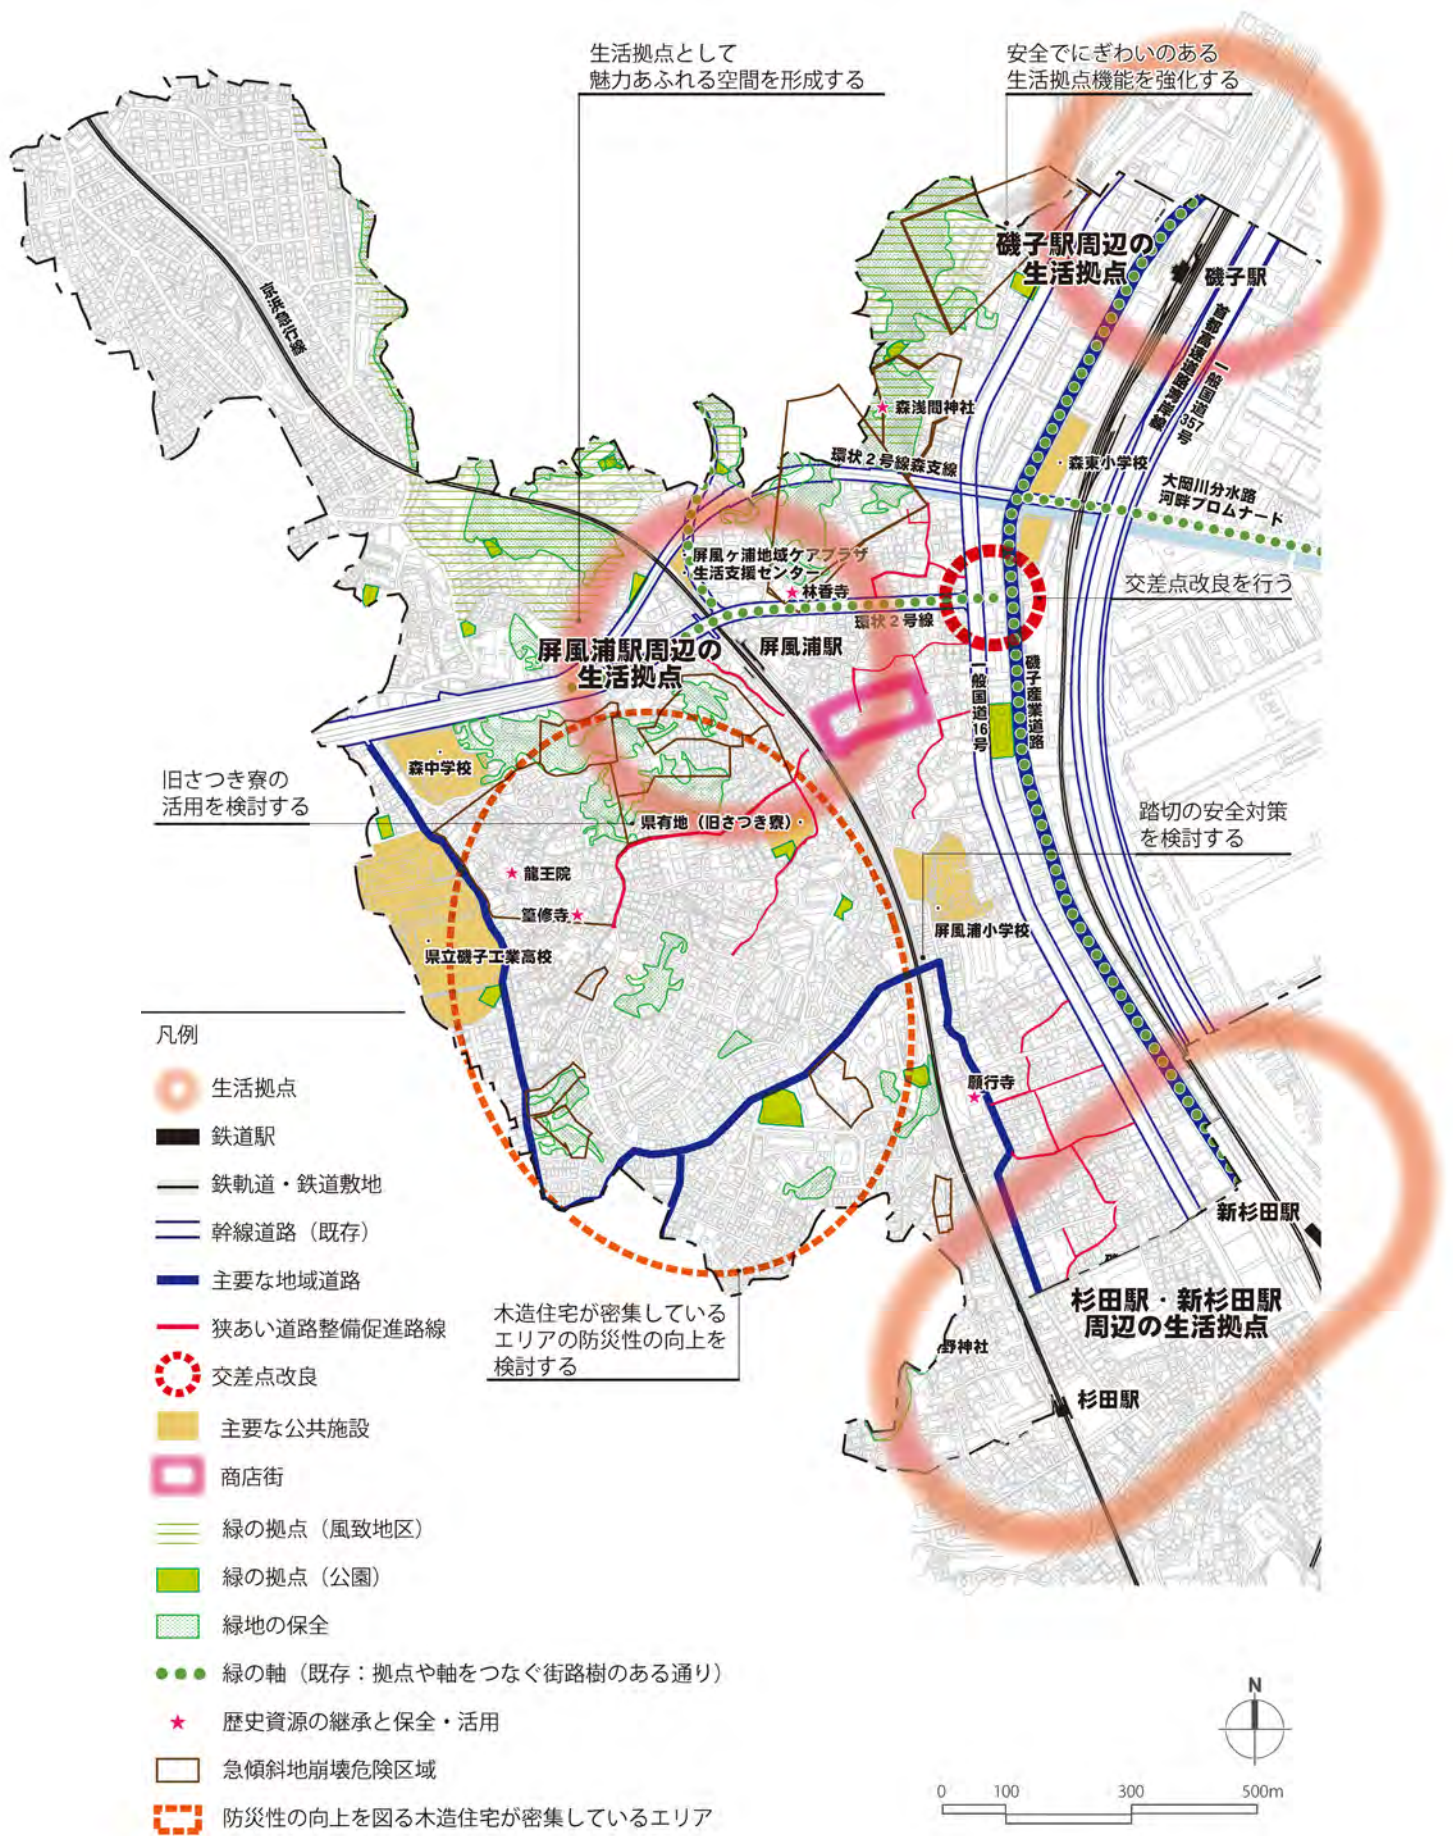 生活拠点として
魅力あふれる空間を形成する
安全でにぎわいのある
生活拠点機能を強化する
磯子駅周辺の
生活拠点
磯子駅
京浜急行線
首都高速道路湾岸線
一般国道357号
森浅間神社
環状2号線森支線
森東小学校
大岡川分水路
河畔プロムナード
屏風ヶ浦地域ケアプラザ
生活支援センター
林香寺
環状2号線
交差点改良を行う
屏風浦駅周辺の
生活拠点
屏風浦駅
一般国道16号
磯子産業道路
森中学校
旧さつき寮の
活用を検討する
県有地（旧さつき寮）
踏切の安全対策
を検討する
龍王院
篁修寺
屏風浦小学校
県立磯子工業高校
願行寺
新杉田駅
杉田駅・新杉田駅
周辺の生活拠点
木造住宅が密集している
エリアの防災性の向上を
検討する
野神社
杉田駅
凡例
生活拠点
鉄道駅
鉄軌道・鉄道敷地
幹線道路（既存）
主要な地域道路
狭あい道路整備促進路線
交差点改良
主要な公共施設
商店街
緑の拠点（風致地区）
緑の拠点（公園）
緑地の保全
緑の軸（既存：拠点や軸をつなぐ街路樹のある通り）
歴史資源の継承と保全・活用
急傾斜地崩壊危険区域
防災性の向上を図る木造住宅が密集しているエリア
N
0 100 300 500m